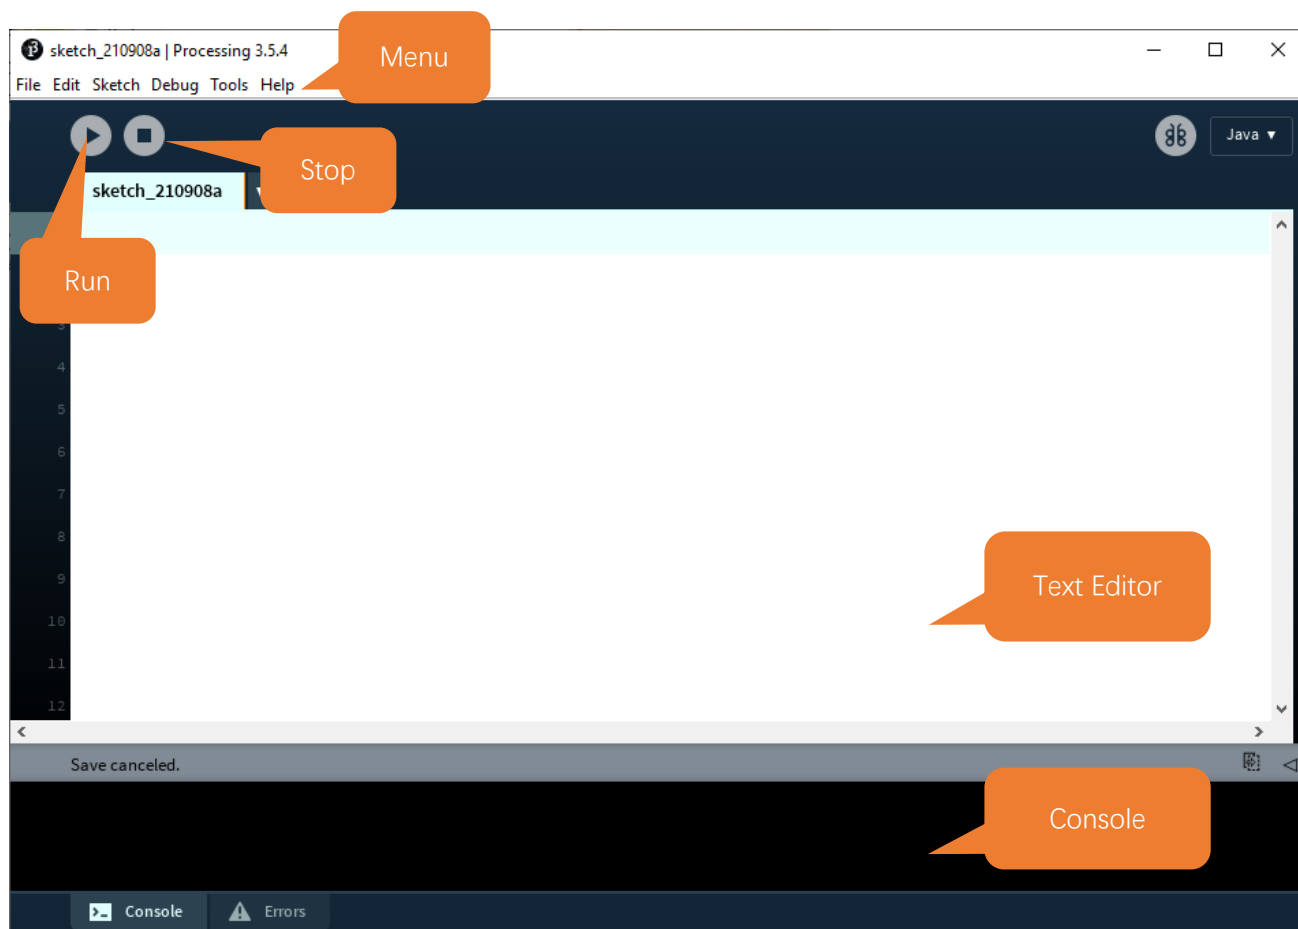 sketch_210908a | Processing 3.5.4
Menu
File Edit Sketch Debug Tools Help
Java
Stop
sketch_210908a
Run
3
4
5
6
7
8
9
Text Editor
10
11
12
Save canceled.
Console
Console
Errors